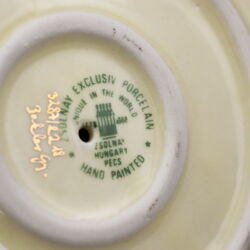 ZSOLNAY EXCLUSIV PORCELAIN
UNIQUE IN THE WORLD
ZSOLNAY
HUNGARY
PECS
HAND PAINTED